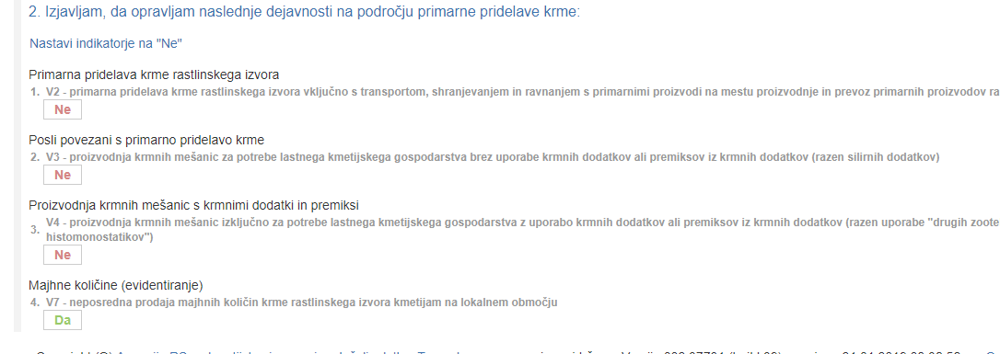 2. Izjavljam, da opravljam naslednje dejavnosti na področju primarne pridelave krme:
Nastavi indikatorje na "Ne"
Primarna pridelava krme rastlinskega izvora
1. V2 - primarna pridelava krme rastlinskega izvora vključno s transportom, shranjevanjem in ravnanjem s primarnimi proizvodi na mestu proizvodnje in prevoz primarnih proizvodov ra
Ne
Posli povezani s primarno pridelavo krme
2. V3 - proizvodnja krmnih mešanic za potrebe lastnega kmetijskega gospodarstva brez uporabe krmnih dodatkov ali premiksov iz krmnih dodatkov (razen silirnih dodatkov)
Ne
Proizvodnja krmnih mešanic s krmnimi dodatki in premiksi
3. V4 - proizvodnja krmnih mešanic izključno za potrebe lastnega kmetijskega gospodarstva z uporabo krmnih dodatkov ali premiksov iz krmnih dodatkov (razen uporabe "drugih zoote
histomonostatikov")
Ne
Majhne količine (evidentiranje)
4. V7 - neposredna prodaja majhnih količin krme rastlinskega izvora kmetijam na lokalnem območju
Da